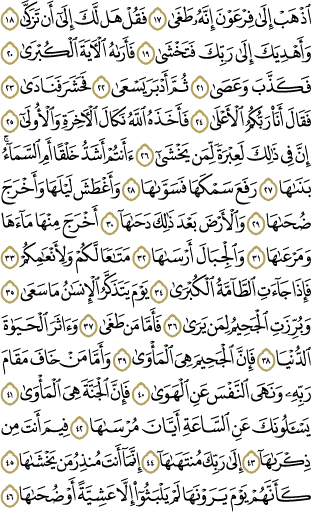 ٱذۡهَبۡ إِلَىٰ فِرۡعَوۡنَ إِنَّهُۥ طَغَىٰ ١٧ فَقُلۡ هَل لَّكَ إِلَىٰٓ أَن تَزَكَّىٰ ١٨
وَأَهۡدِيَكَ إِلَىٰ رَبِّكَ فَتَخۡشَىٰ ١٩ فَأَرَىٰهُ ٱلۡأٓيَةَ ٱلۡكُبۡرَىٰ ٢٠
فَكَذَّبَ وَعَصَىٰ ٢١ ثُمَّ أَدۡبَرَ يَسۡعَىٰ ٢٢ فَحَشَرَ فَنَادَىٰ ٢٣
فَقَالَ أَنَا۠ رَبُّكُمُ ٱلۡأَعۡلَىٰ ٢٤ فَأَخَذَهُ ٱللَّهُ نَكَالَ ٱلۡأٓخِرَةِ وَٱلۡأُولَىٰٓ ٢٥
إِنَّ فِي ذَٰلِكَ لَعِبۡرَةٗ لِّمَن يَخۡشَىٰٓ ٢٦ ءَأَنتُمۡ أَشَدُّ خَلۡقًا أَمِ ٱلسَّمَآءُۚ
بَنَىٰهَا ٢٧ رَفَعَ سَمۡكَهَا فَسَوَّىٰهَا ٢٨ وَأَغۡطَشَ لَيۡلَهَا وَأَخۡرَجَ
ضُحَىٰهَا ٢٩ وَٱلۡأَرۡضَ بَعۡدَ ذَٰلِكَ دَحَىٰهَآ ٣٠ أَخۡرَجَ مِنۡهَا مَآءَهَا
وَمَرۡعَىٰهَا ٣١ وَٱلۡجِبَالَ أَرۡسَىٰهَا ٣٢ مَتَٰعٗا لَّكُمۡ وَلِأَنۡعَٰمِكُمۡ ٣٣
فَإِذَا جَآءَتِ ٱلطَّآمَّةُ ٱلۡكُبۡرَىٰ ٣٤ يَوۡمَ يَتَذَكَّرُ ٱلۡإِنسَٰنُ مَا سَعَىٰ ٣٥
وَبُرِّزَتِ ٱلۡجَحِيمُ لِمَن يَرَىٰ ٣٦ فَأَمَّا مَن طَغَىٰ ٣٧ وَءَاثَرَ ٱلۡحَيَوٰةَ
ٱلدُّنۡيَا ٣٨ فَإِنَّ ٱلۡجَحِيمَ هِيَ ٱلۡمَأۡوَىٰ ٣٩ وَأَمَّا مَنۡ خَافَ مَقَامَ
رَبِّهِۦ وَنَهَى ٱلنَّفۡسَ عَنِ ٱلۡهَوَىٰ ٤٠ فَإِنَّ ٱلۡجَنَّةَ هِيَ ٱلۡمَأۡوَىٰ ٤١
يَسۡـَٔلُونَكَ عَنِ ٱلسَّاعَةِ أَيَّانَ مُرۡسَىٰهَا ٤٢ فِيمَ أَنتَ مِن
ذِكۡرَىٰهَآ ٤٣ إِلَىٰ رَبِّكَ مُنتَهَىٰهَآ ٤٤ إِنَّمَآ أَنتَ مُنذِرُ مَن يَخۡشَىٰهَا ٤٥
كَأَنَّهُمۡ يَوۡمَ يَرَوۡنَهَا لَمۡ يَلۡبَثُوٓاْ إِلَّا عَشِيَّةً أَوۡ ضُحَىٰهَا ٤٦